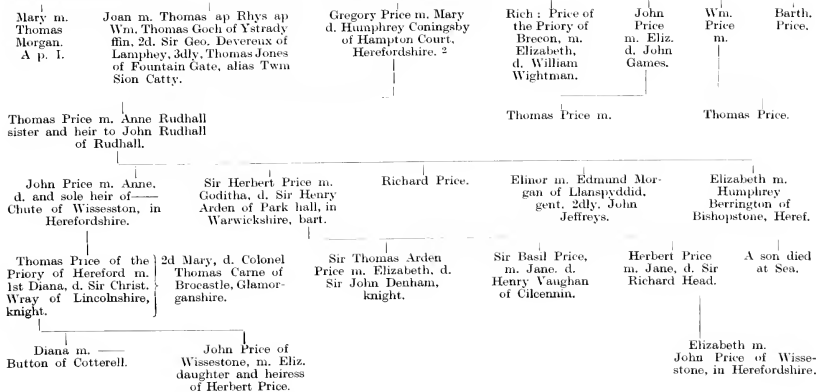 Mary m.
Thomas
Morgan.
A p. I.
Joan m. Thomas ap Rhys ap
Wm. Thomas Goch of Ystrady
ffin, 2d. Sir Geo. Devereux of
Lamphey, 3dly, Thomas Jones
of Fountain Gate, alias Twm
Sion Catty.
Gregory Price m. Mary
d. Humphrey Coningsby
of Hampton Court,
Herefordshire. 2
Rich : Price of
the Priory of
Brecon, m.
Elizabeth,
d. William
Wightman.
John
Price
m. Eliz.
d. John
Games.
Wm.
Price
m.
Barth.
Price.
Thomas Price m. Anne Rudhall
sister and heir to John Rudhall
of Rudhall.
Thomas Price m.
Thomas Price.
John Price m. Anne,
d. and sole heir of——
Chute of Wissesston, in
Herefordshire.
Sir Herbert Price m.
Goditha, d. Sir Henry
Arden of Park hall, in
Warwickshire, bart.
Richard Price.
Elinor m. Edmund Mor-
gan of Llanspyddid,
gent, 2dly. John
Jeffreys.
Elizabeth m.
Humphrey
Berrington of
Bishopstone, Heref.
Thomas Price of the
Priory of Hereford m.
1st Diana, d. Sir Christ.
Wray of Lincolnshire,
knight.
2d Mary, d. Colonel
Thomas Carne of
Brocastle, Glamor-
ganshire.
Sir Thomas Arden
Price m. Elizabeth, d.
Sir John Denham,
knight.
Sir Basil Price,
m. Jane. d.
Henry Vaughan
of Cilcennin.
Herbert Price
m. Jane, d. Sir
Richard Head.
A son died
at Sea.
Diana m. ——
Button of Cotterell.
John Price of
Wissestone, m. Eliz.
daughter and heiress
of Herbert Price.
Elizabeth m.
John Price of Wisse-
stone, in Herefordshire.